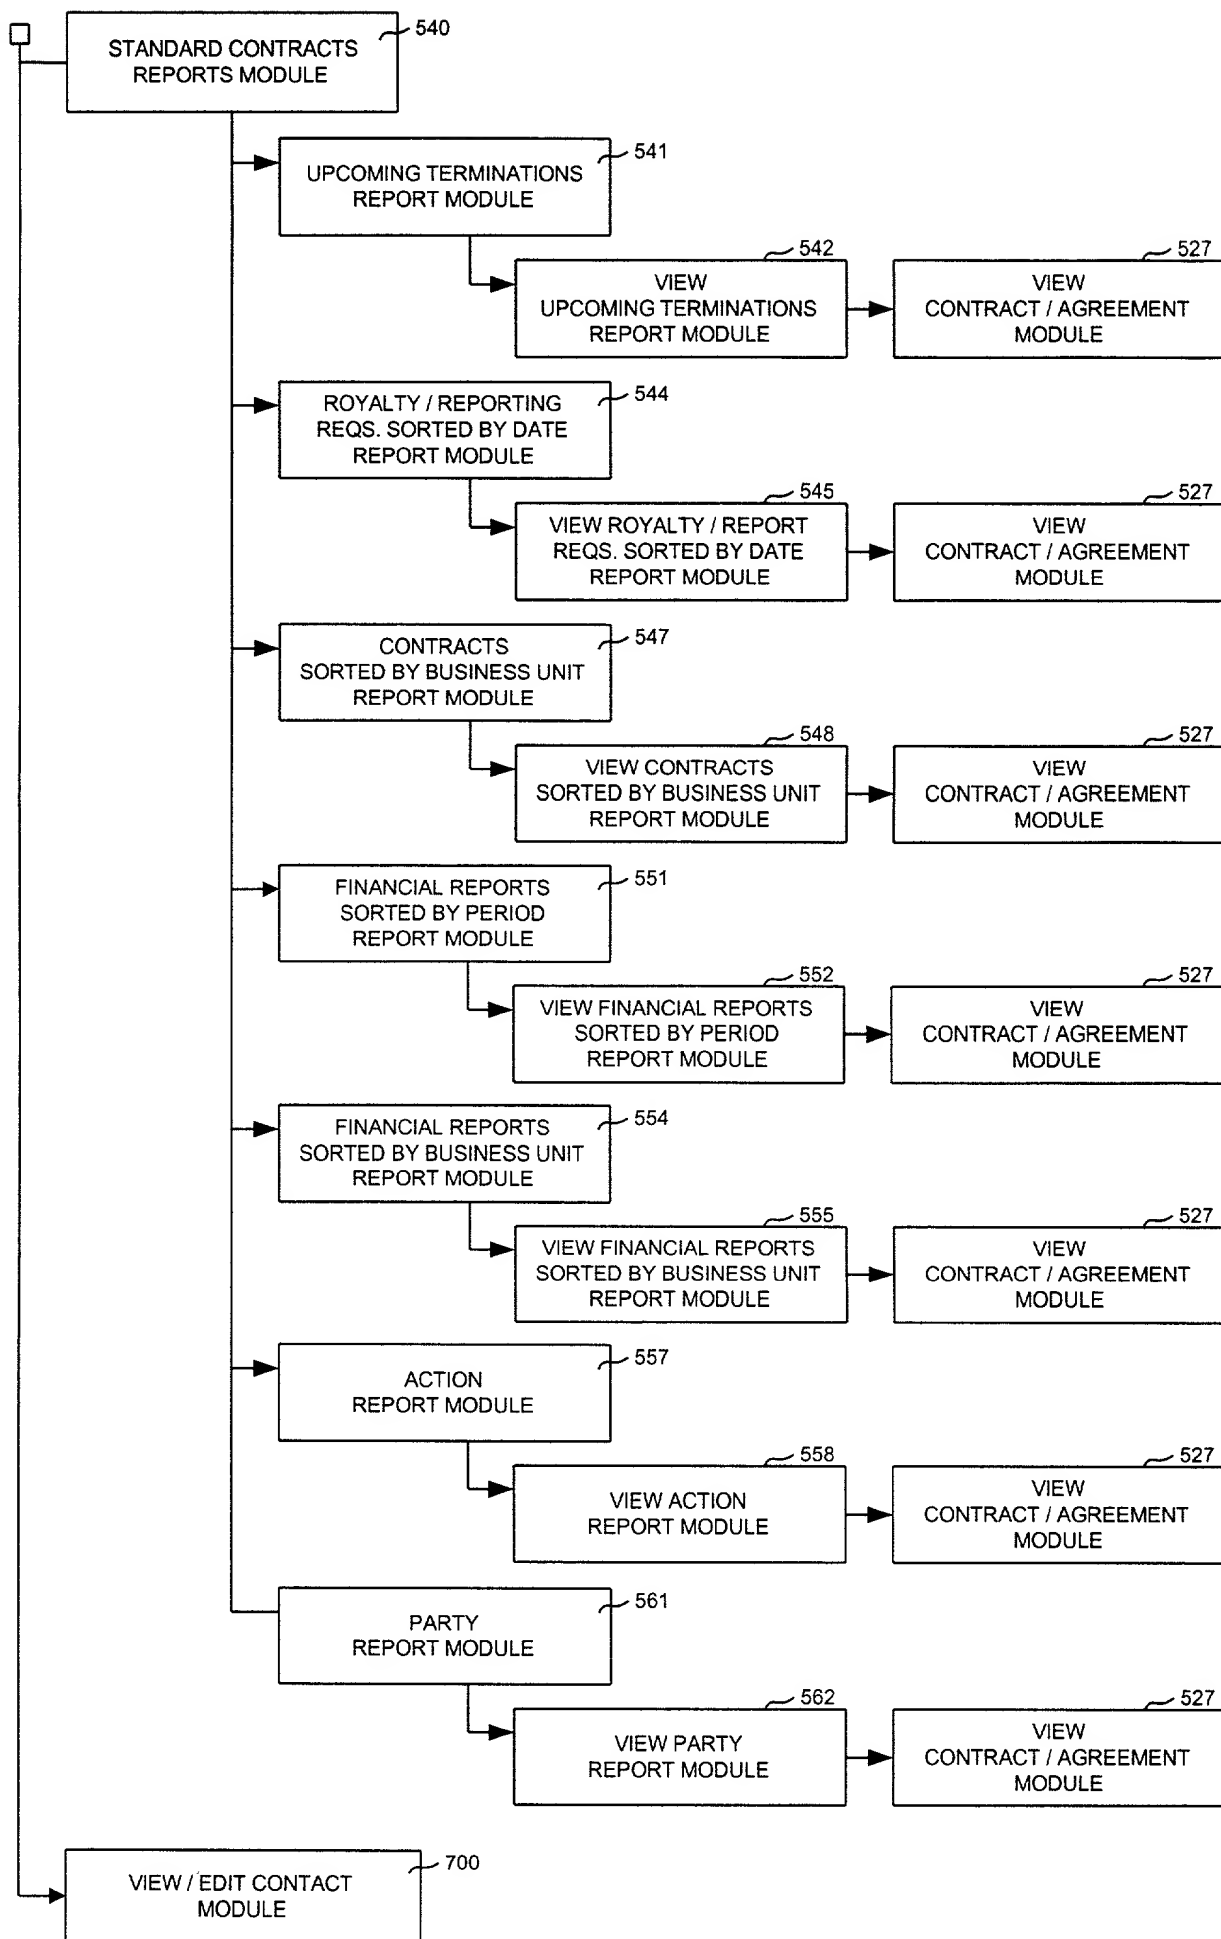 STANDARD CONTRACTS
REPORTS MODULE
540
UPCOMING TERMINATIONS
REPORT MODULE
541
542
VIEW
UPCOMING TERMINATIONS
REPORT MODULE
527
VIEW
CONTRACT / AGREEMENT
MODULE
ROYALTY / REPORTING
REQS. SORTED BY DATE
REPORT MODULE
544
545
VIEW ROYALTY / REPORT
REQS. SORTED BY DATE
REPORT MODULE
527
VIEW
CONTRACT / AGREEMENT
MODULE
CONTRACTS
SORTED BY BUSINESS UNIT
REPORT MODULE
547
548
VIEW CONTRACTS
SORTED BY BUSINESS UNIT
REPORT MODULE
527
VIEW
CONTRACT / AGREEMENT
MODULE
FINANCIAL REPORTS
SORTED BY PERIOD
REPORT MODULE
551
552
VIEW FINANCIAL REPORTS
SORTED BY PERIOD
REPORT MODULE
527
VIEW
CONTRACT / AGREEMENT
MODULE
FINANCIAL REPORTS
SORTED BY BUSINESS UNIT
REPORT MODULE
554
555
VIEW FINANCIAL REPORTS
SORTED BY BUSINESS UNIT
REPORT MODULE
527
VIEW
CONTRACT / AGREEMENT
MODULE
ACTION
REPORT MODULE
557
558
VIEW ACTION
REPORT MODULE
527
VIEW
CONTRACT / AGREEMENT
MODULE
PARTY
REPORT MODULE
561
562
VIEW PARTY
REPORT MODULE
527
VIEW
CONTRACT / AGREEMENT
MODULE
VIEW / EDIT CONTACT
MODULE
700